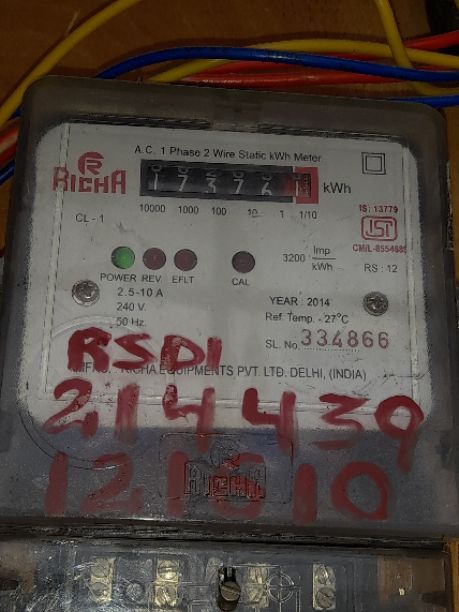 A.C. 1 Phase 2 Wire Static kWh Meter
RICHA
17376
kWh
10000 1000 100 10 1 1/10
CL - 1
IS: 13779
ISI
3200 Imp
kWh
RS : 12
POWER REV. EFLT
CAL
2.5-10 A
240 V.
50 Hz.
YEAR : 2014
Ref. Temp. - 27°C
SL. No. 334866
RSD1
RICHA EQUIPMENTS PVT. LTD. DELHI, (INDIA)
214439
RICHA